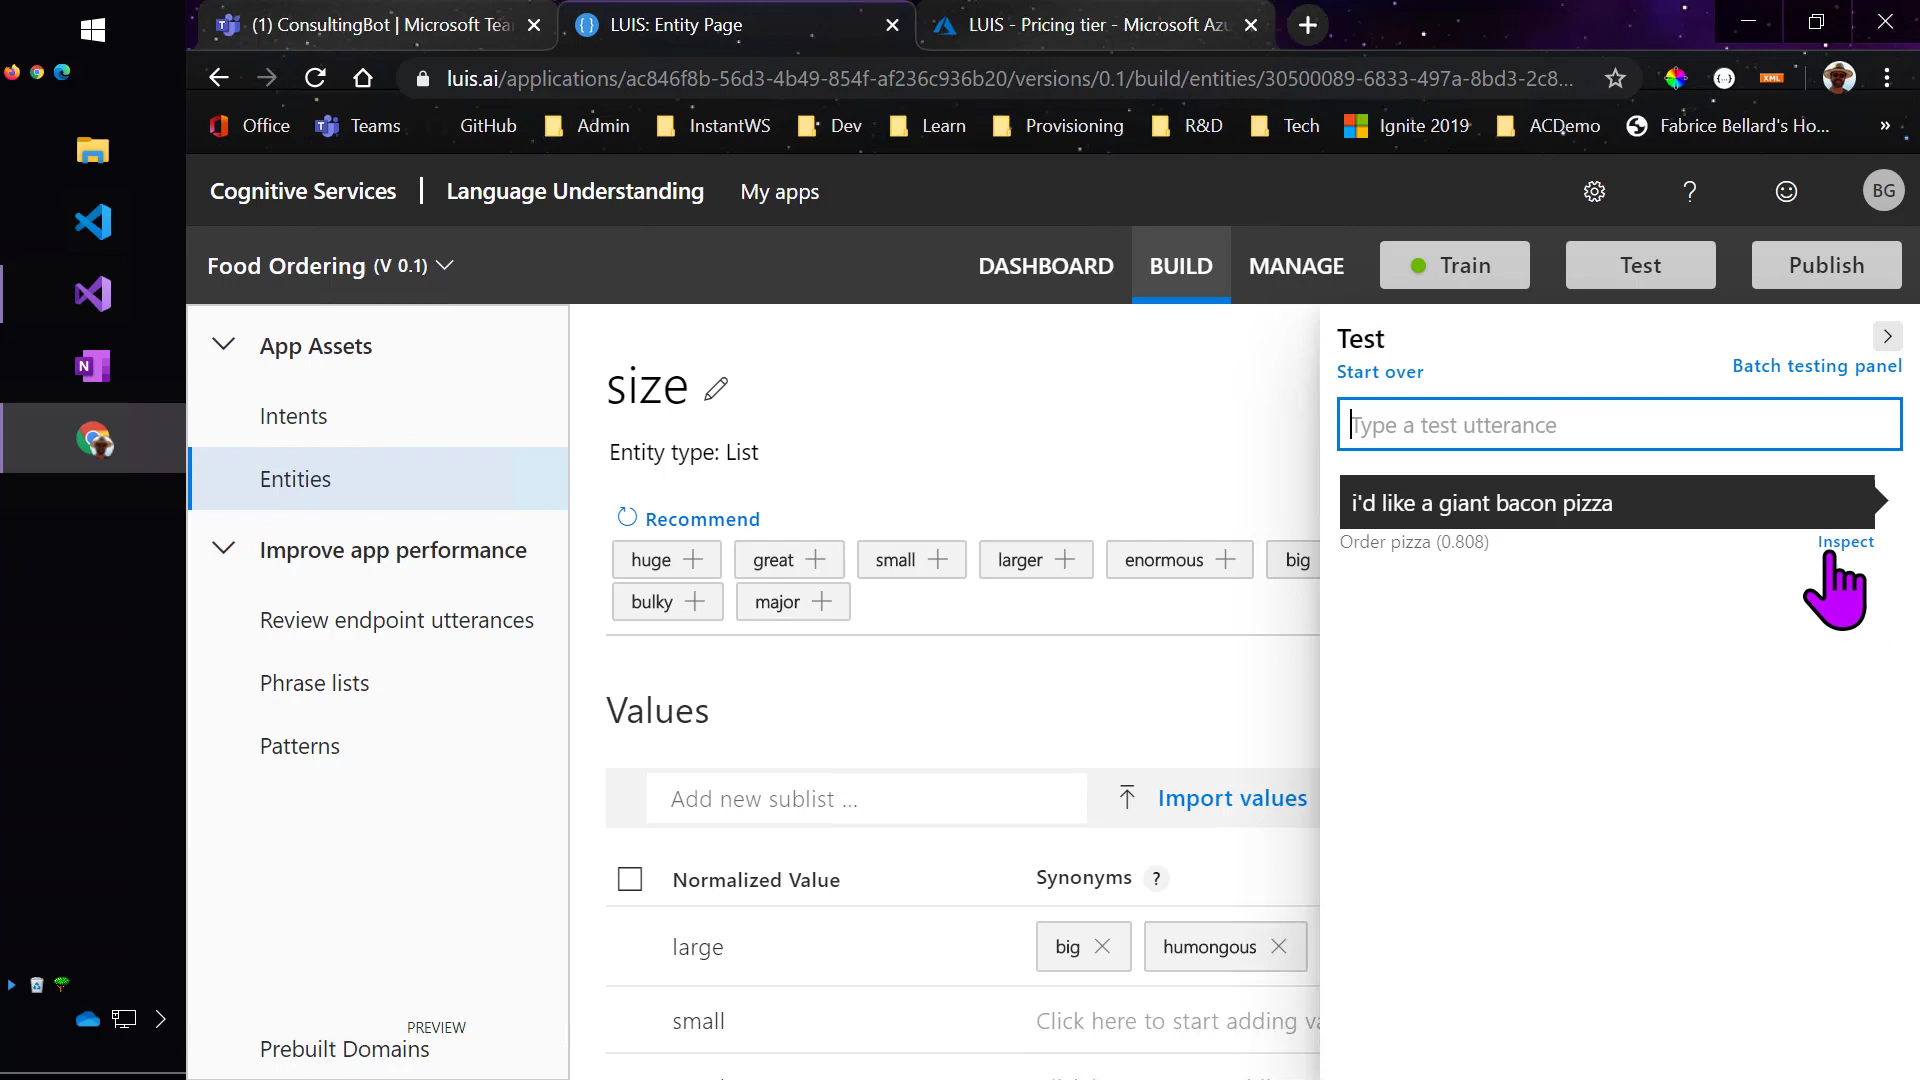 (1) ConsultingBot | Microsoft Tea
LUIS: Entity Page
LUIS - Pricing tier - Microsoft Azu
luis.ai/applications/ac846f8b-56d3-4b49-854f-af236c936b20/versions/0.1/build/entities/30500089-6833-497a-8bd3-2c8...
XML
Office
Teams
GitHub
Admin
InstantWS
Dev
Learn
Provisioning
R&D
Tech
Ignite 2019
ACDemo
Fabrice Bellard's Ho...
»
Cognitive Services
Language Understanding
My apps
?
BG
Food Ordering (V 0.1)
DASHBOARD
BUILD
MANAGE
Train
Test
Publish
App Assets
Intents
Entities
Improve app performance
Review endpoint utterances
Phrase lists
Patterns
PREVIEW
Prebuilt Domains
size
Entity type: List
Recommend
huge
great
small
larger
enormous
big
bulky
major
Values
Add new sublist ...
Import values
Normalized Value
Synonyms ?
large
big
humongous
small
Click here to start adding va
Test
Start over
Batch testing panel
Type a test utterance
i'd like a giant bacon pizza
Order pizza (0.808)
Inspect
N